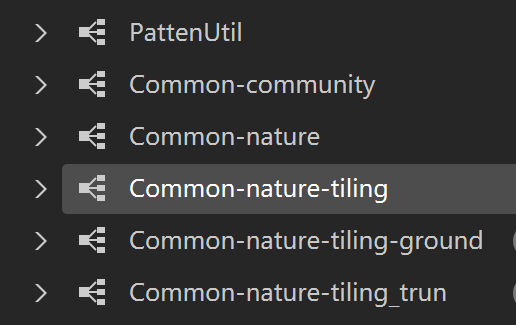 PattenUtil
Common-community
Common-nature
Common-nature-tiling
Common-nature-tiling-ground
Common-nature-tiling_trun